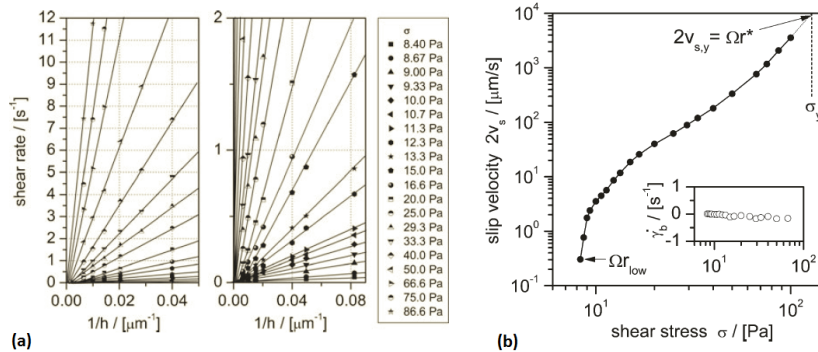 shear rate / [s⁻¹]
12
11
10
9
8
7
6
5
4
3
2
1
0
0.00 0.02 0.04
1/h / [μm⁻¹]
2
1
0
0.00 0.04 0.08
1/h / [μm⁻¹]
σ
8.40 Pa
8.67 Pa
9.00 Pa
9.33 Pa
10.0 Pa
10.7 Pa
11.3 Pa
12.3 Pa
13.3 Pa
15.0 Pa
16.6 Pa
20.0 Pa
25.0 Pa
29.3 Pa
33.3 Pa
40.0 Pa
50.0 Pa
66.6 Pa
75.0 Pa
86.6 Pa
(a)
slip velocity 2vₛ / [μm/s]
10⁴
10³
10²
10¹
10⁰
10⁻¹
2vₛ,ᵧ = Ωr*
σᵧ
Ωr_low
γ̇_b / [s⁻¹]
1
0
-1
10¹ 10²
10¹ 10²
shear stress σ / [Pa]
(b)